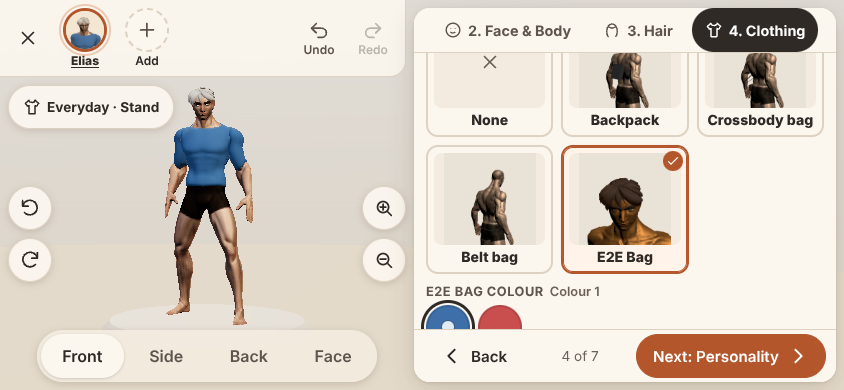 Elias
Add
Undo
Redo
Everyday · Stand
Front
Side
Back
Face
2. Face & Body
3. Hair
4. Clothing
None
Backpack
Crossbody bag
Belt bag
E2E Bag
E2E BAG COLOUR Colour 1
Back
4 of 7
Next: Personality